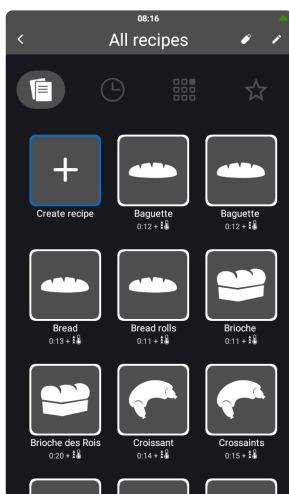 08:16
All recipes
Create recipe
Baguette
0:12 +
Baguette
0:12 +
Bread
0:13 +
Bread rolls
0:11 +
Brioche
0:11 +
Brioche des Rois
0:20 +
Croissant
0:14 +
Crossaints
0:15 +